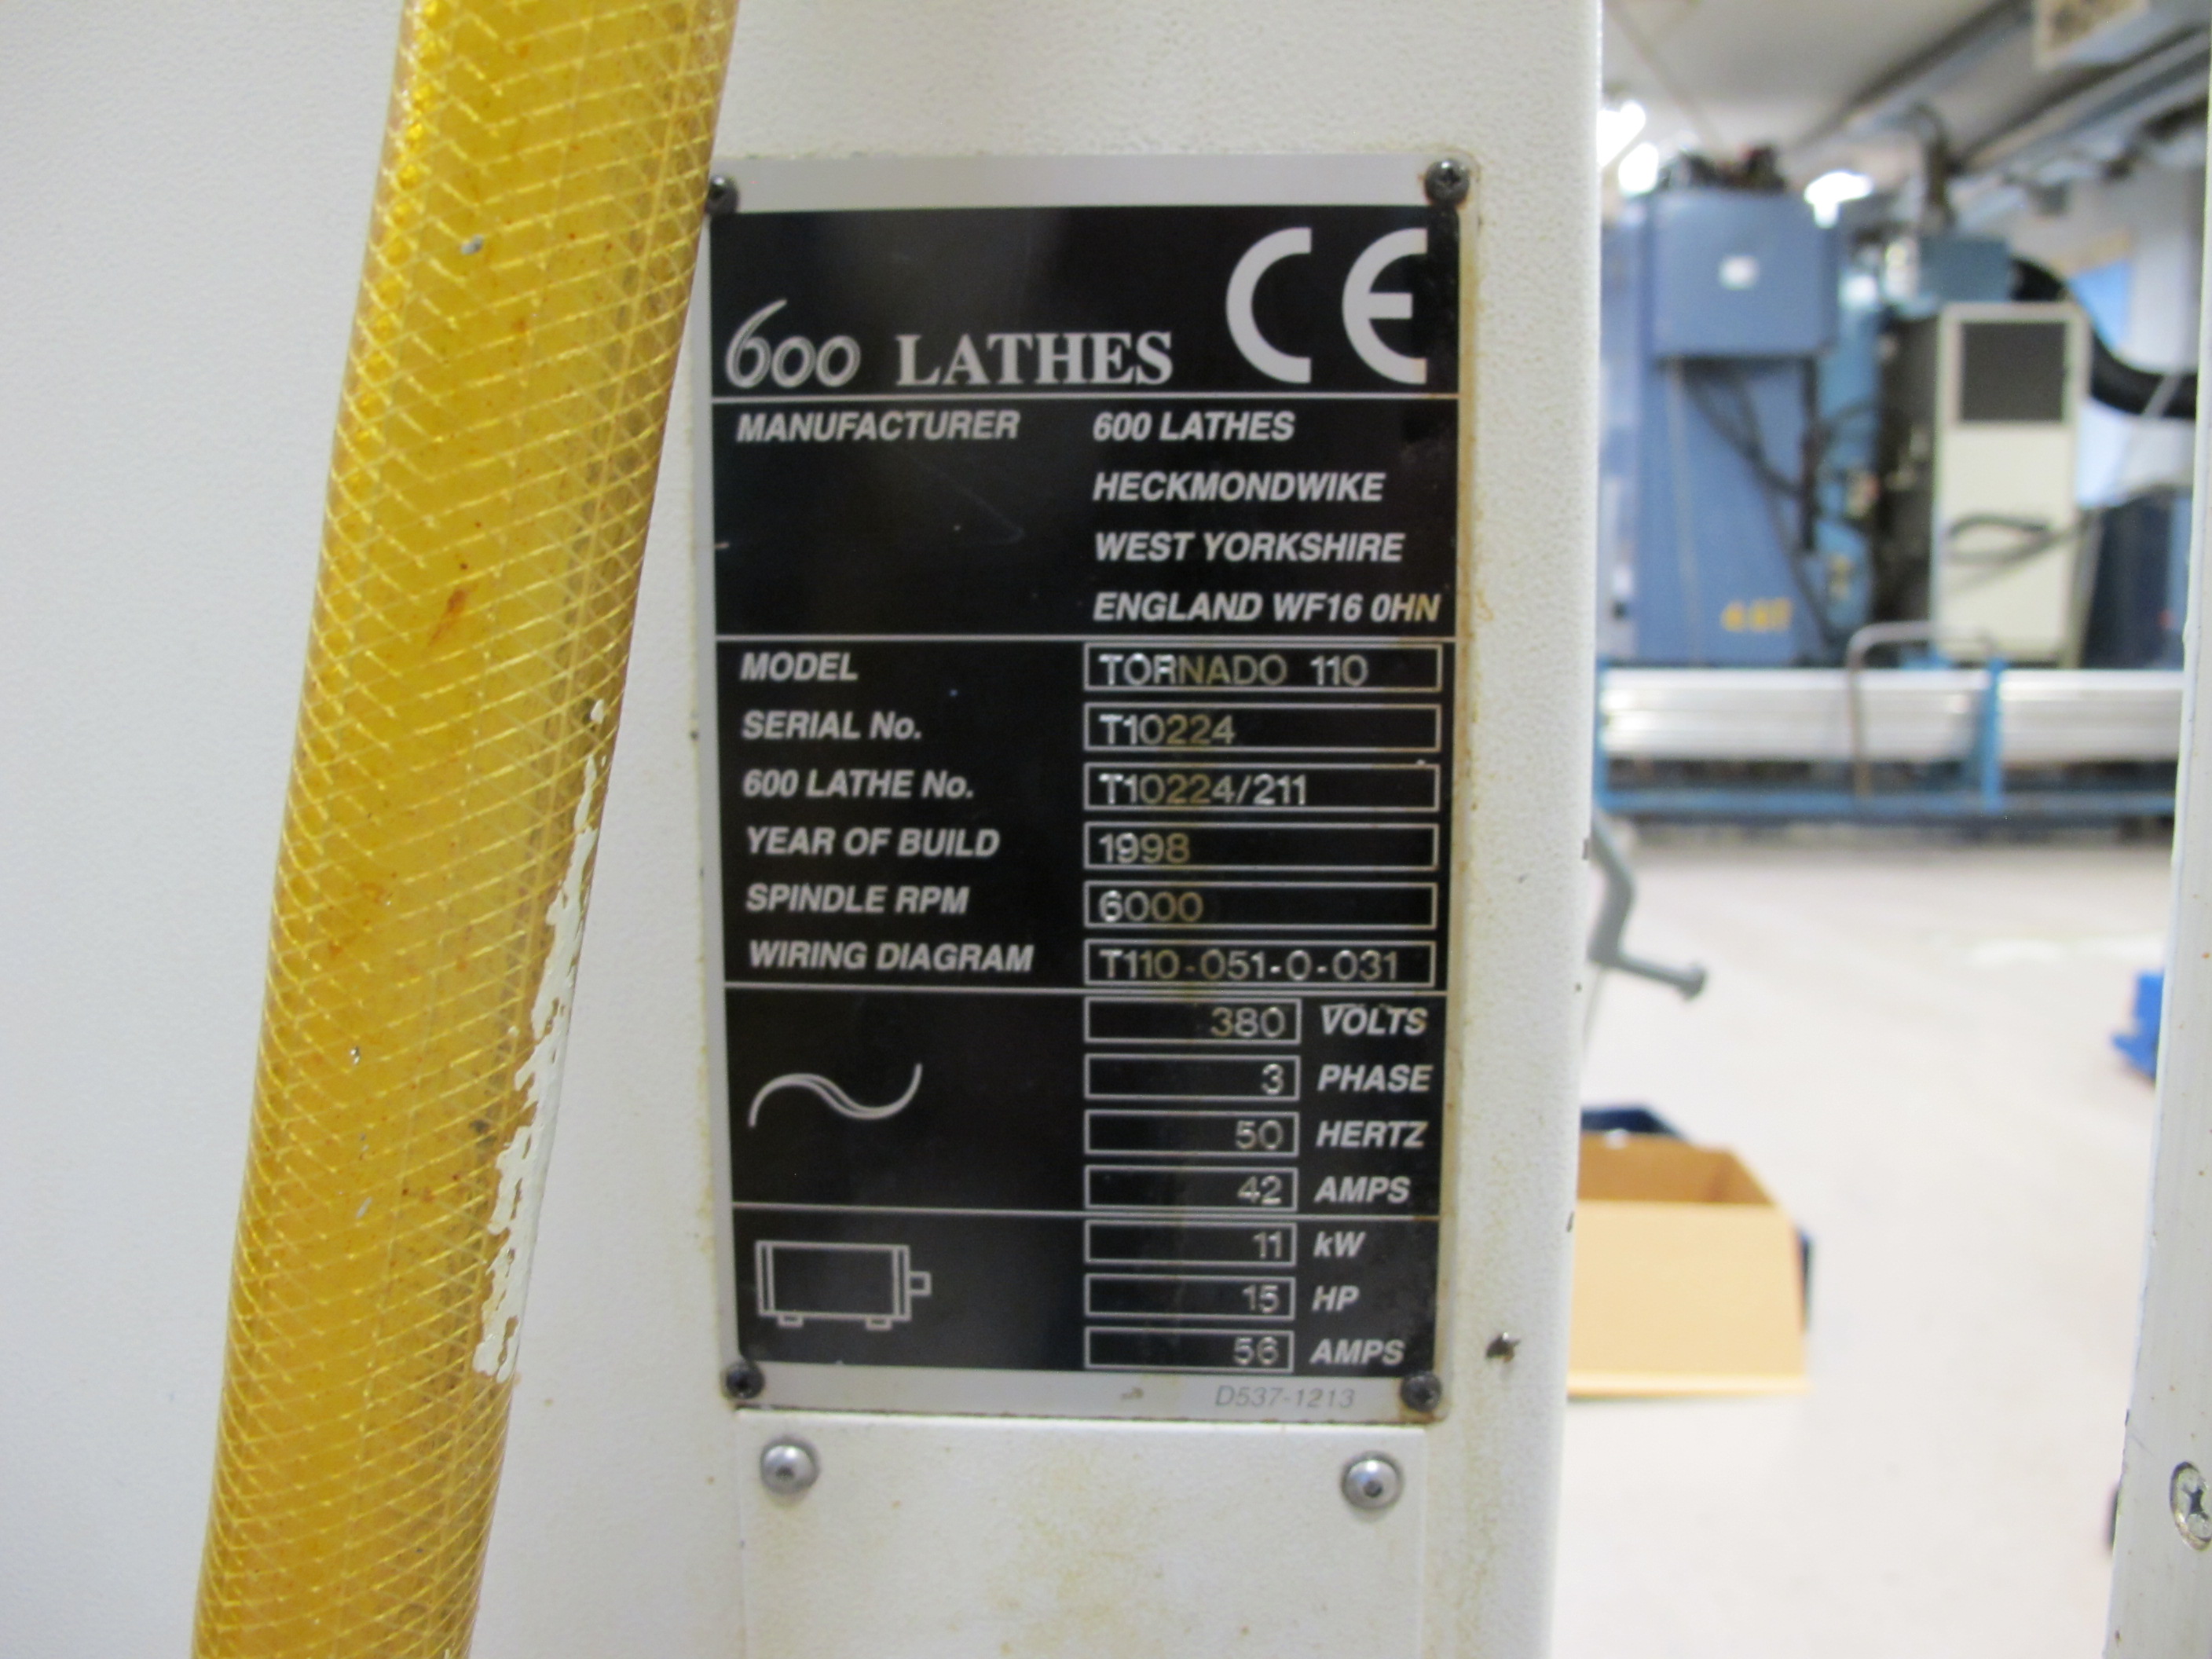 600 LATHES CE
MANUFACTURER 600 LATHES
HECKMONDWIKE
WEST YORKSHIRE
ENGLAND WF16 0HN
MODEL TORNADO 110
SERIAL No. T10224
600 LATHE No. T10224/211
YEAR OF BUILD 1998
SPINDLE RPM 6000
WIRING DIAGRAM T110-051-0-031
380 VOLTS
3 PHASE
50 HERTZ
42 AMPS
11 kW
15 HP
56 AMPS
D537-1213